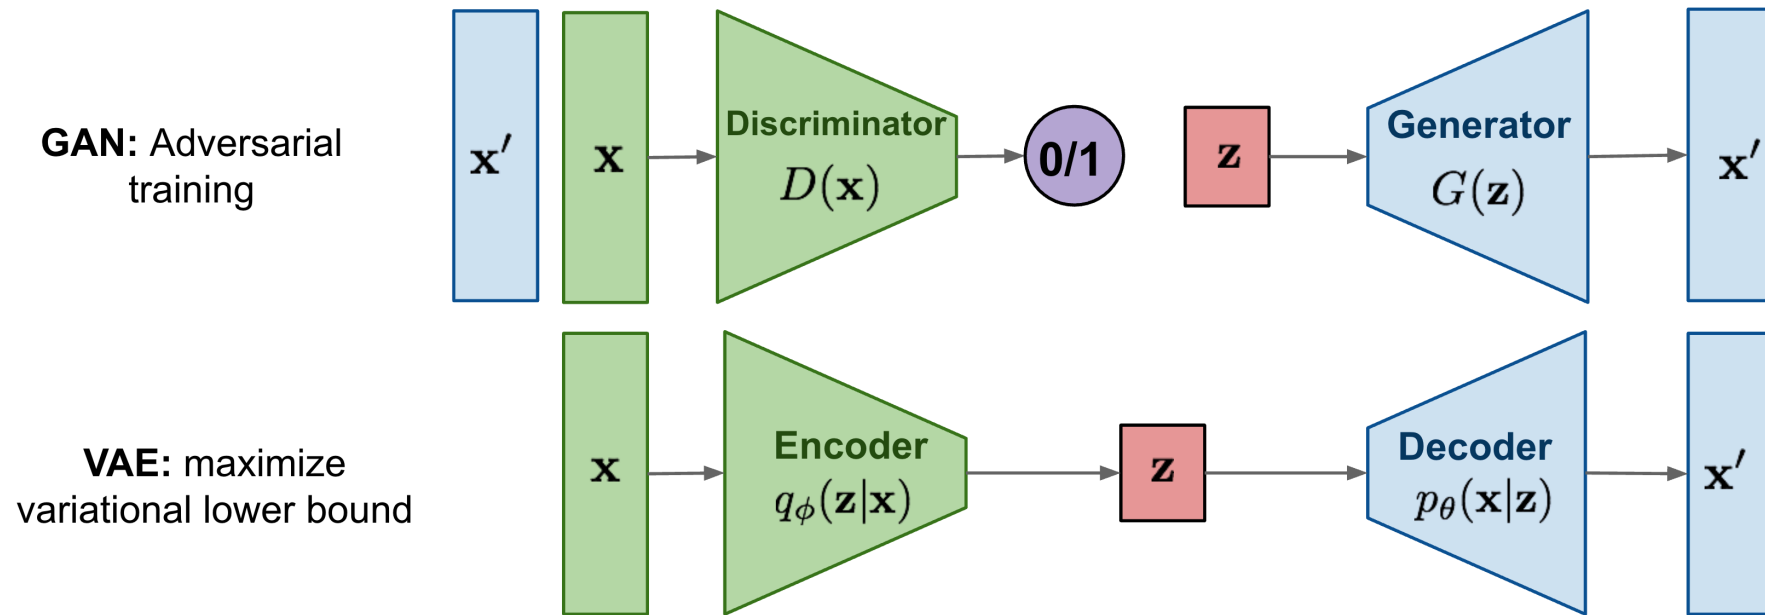 GAN: Adversarial
training
x′
x
Discriminator
D(x)
0/1
z
Generator
G(z)
x′
VAE: maximize
variational lower bound
x
Encoder
qϕ(z|x)
z
Decoder
pθ(x|z)
x′